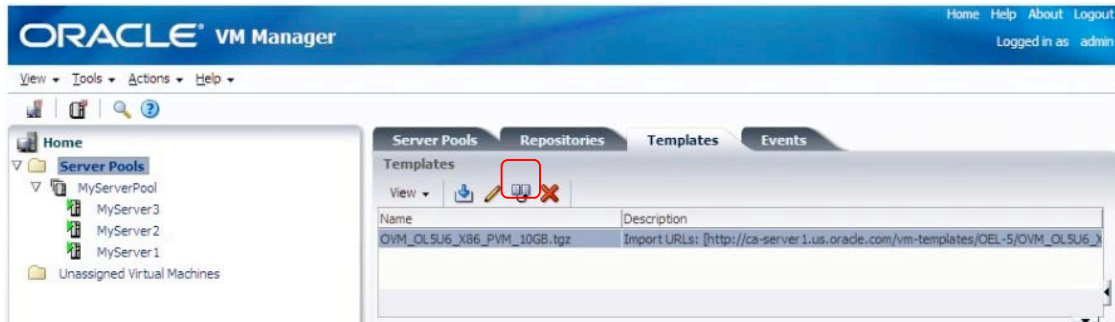 Home Help About Logout
ORACLE® VM Manager
Logged in as admin
View Tools Actions Help
Home
Server Pools
MyServerPool
MyServer3
MyServer2
MyServer1
Unassigned Virtual Machines
Server Pools Repositories Templates Events
Templates
View
Name Description
OVM_OL5U6_X86_PVM_10GB.tgz Import URLs: [http://ca-server1.us.oracle.com/vm-templates/OEL-5/OVM_OL5U6_X